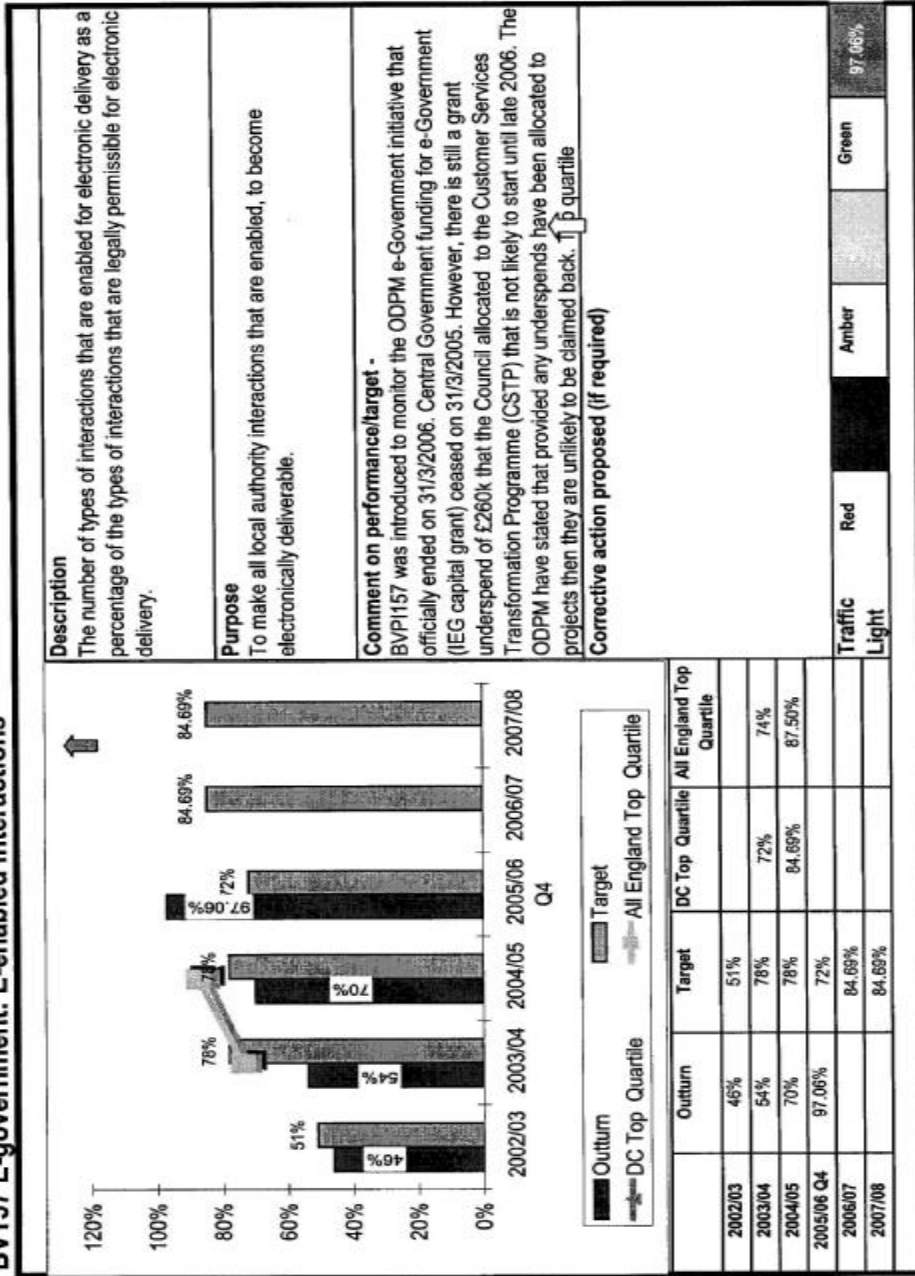 BV157 E-government: E-enabled interactions
120%
100%
80%
60%
40%
20%
0%
51%
46%
78%
54%
78%
70%
72%
97.06%
84.69%
84.69%
2002/03 2003/04 2004/05 2005/06 2006/07 2007/08
Q4
Outturn Target
DC Top Quartile All England Top Quartile
Outturn Target DC Top Quartile All England Top
Quartile
2002/03 46% 51%
2003/04 54% 78% 72% 74%
2004/05 70% 78% 84.69% 87.50%
2005/06 Q4 97.06% 72%
2006/07 84.69%
2007/08 84.69%
Description
The number of types of interactions that are enabled for electronic delivery as a
percentage of the types of interactions that are legally permissible for electronic
delivery.
Purpose
To make all local authority interactions that are enabled, to become
electronically deliverable.
Comment on performance/target -
BVPI157 was introduced to monitor the ODPM e-Government initiative that
officially ended on 31/3/2006. Central Government funding for e-Government
(IEG capital grant) ceased on 31/3/2005. However, there is still a grant
underspend of £260k that the Council allocated to the Customer Services
Transformation Programme (CSTP) that is not likely to start until late 2006. The
ODPM have stated that provided any underspends have been allocated to
projects then they are unlikely to be claimed back. quartile
Corrective action proposed (if required)
Traffic Red Amber Green 97.06%
Light